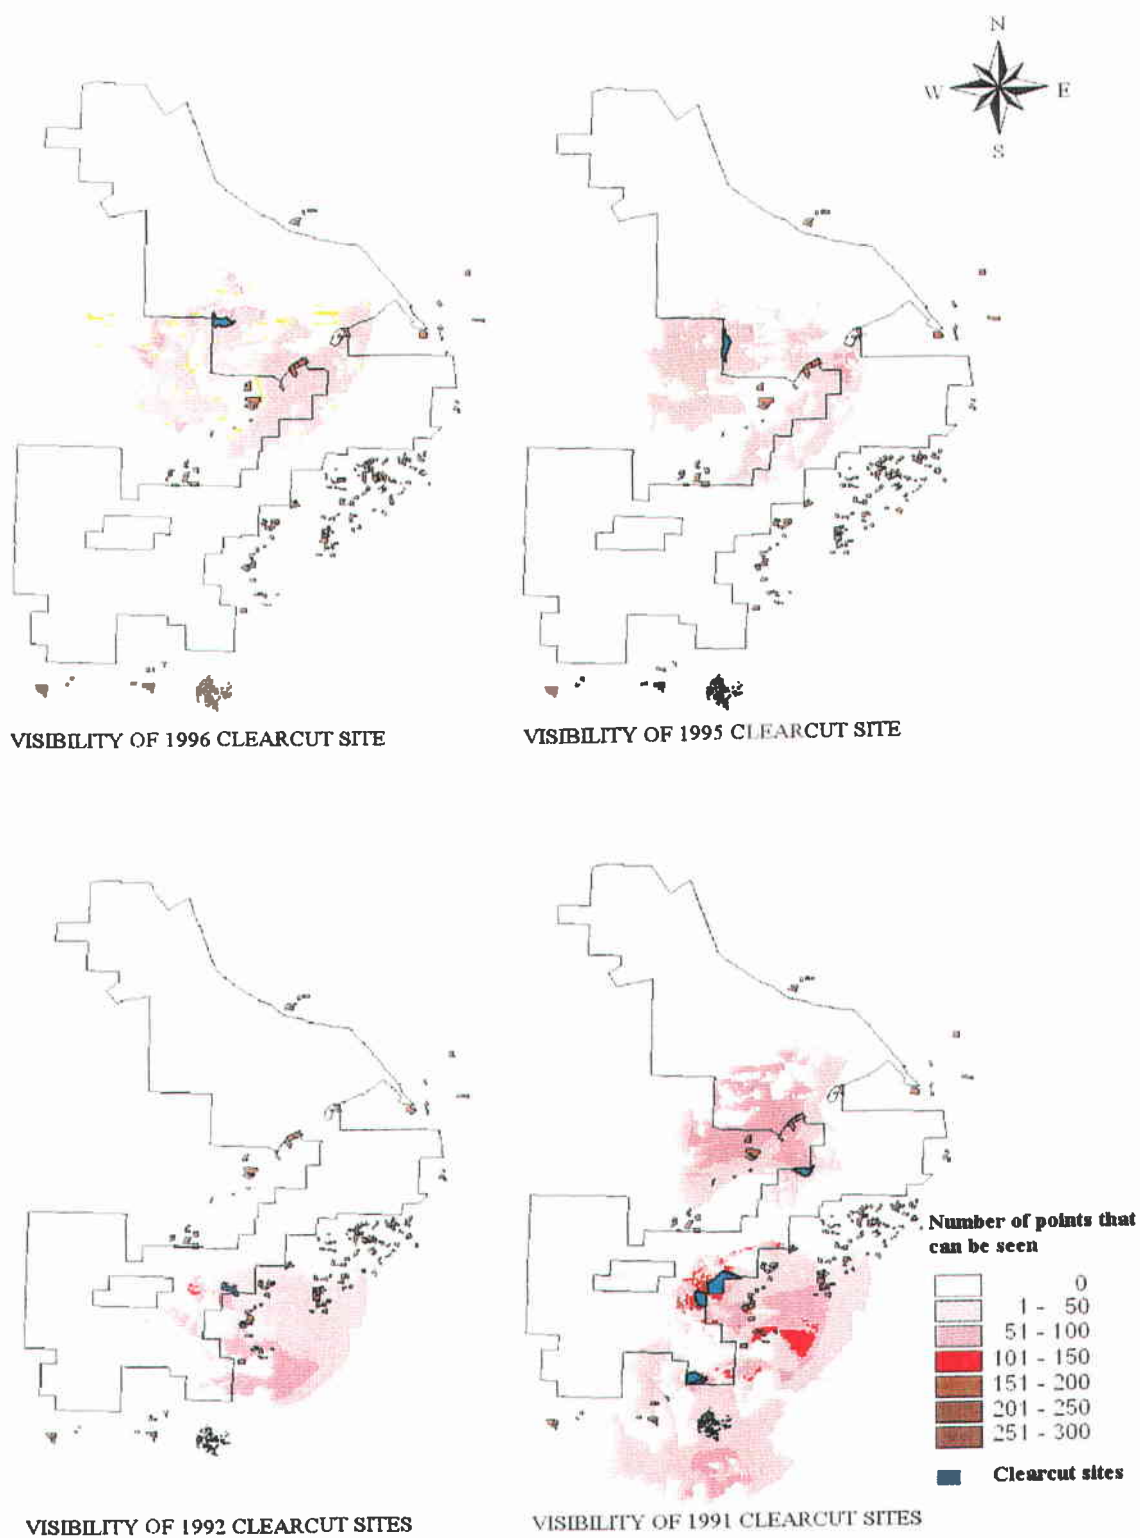 N
W E
S
VISIBILITY OF 1996 CLEARCUT SITE
VISIBILITY OF 1995 CLEARCUT SITE
Number of points that
can be seen
0
1 - 50
51 - 100
101 - 150
151 - 200
201 - 250
251 - 300
Clearcut sites
VISIBILITY OF 1992 CLEARCUT SITES
VISIBILITY OF 1991 CLEARCUT SITES